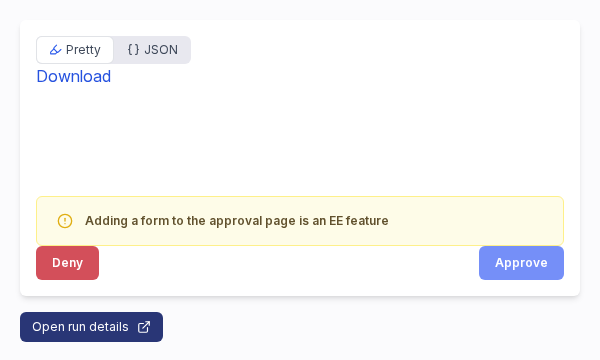 Pretty
{} JSON
Download
Adding a form to the approval page is an EE feature
Deny
Approve
Open run details